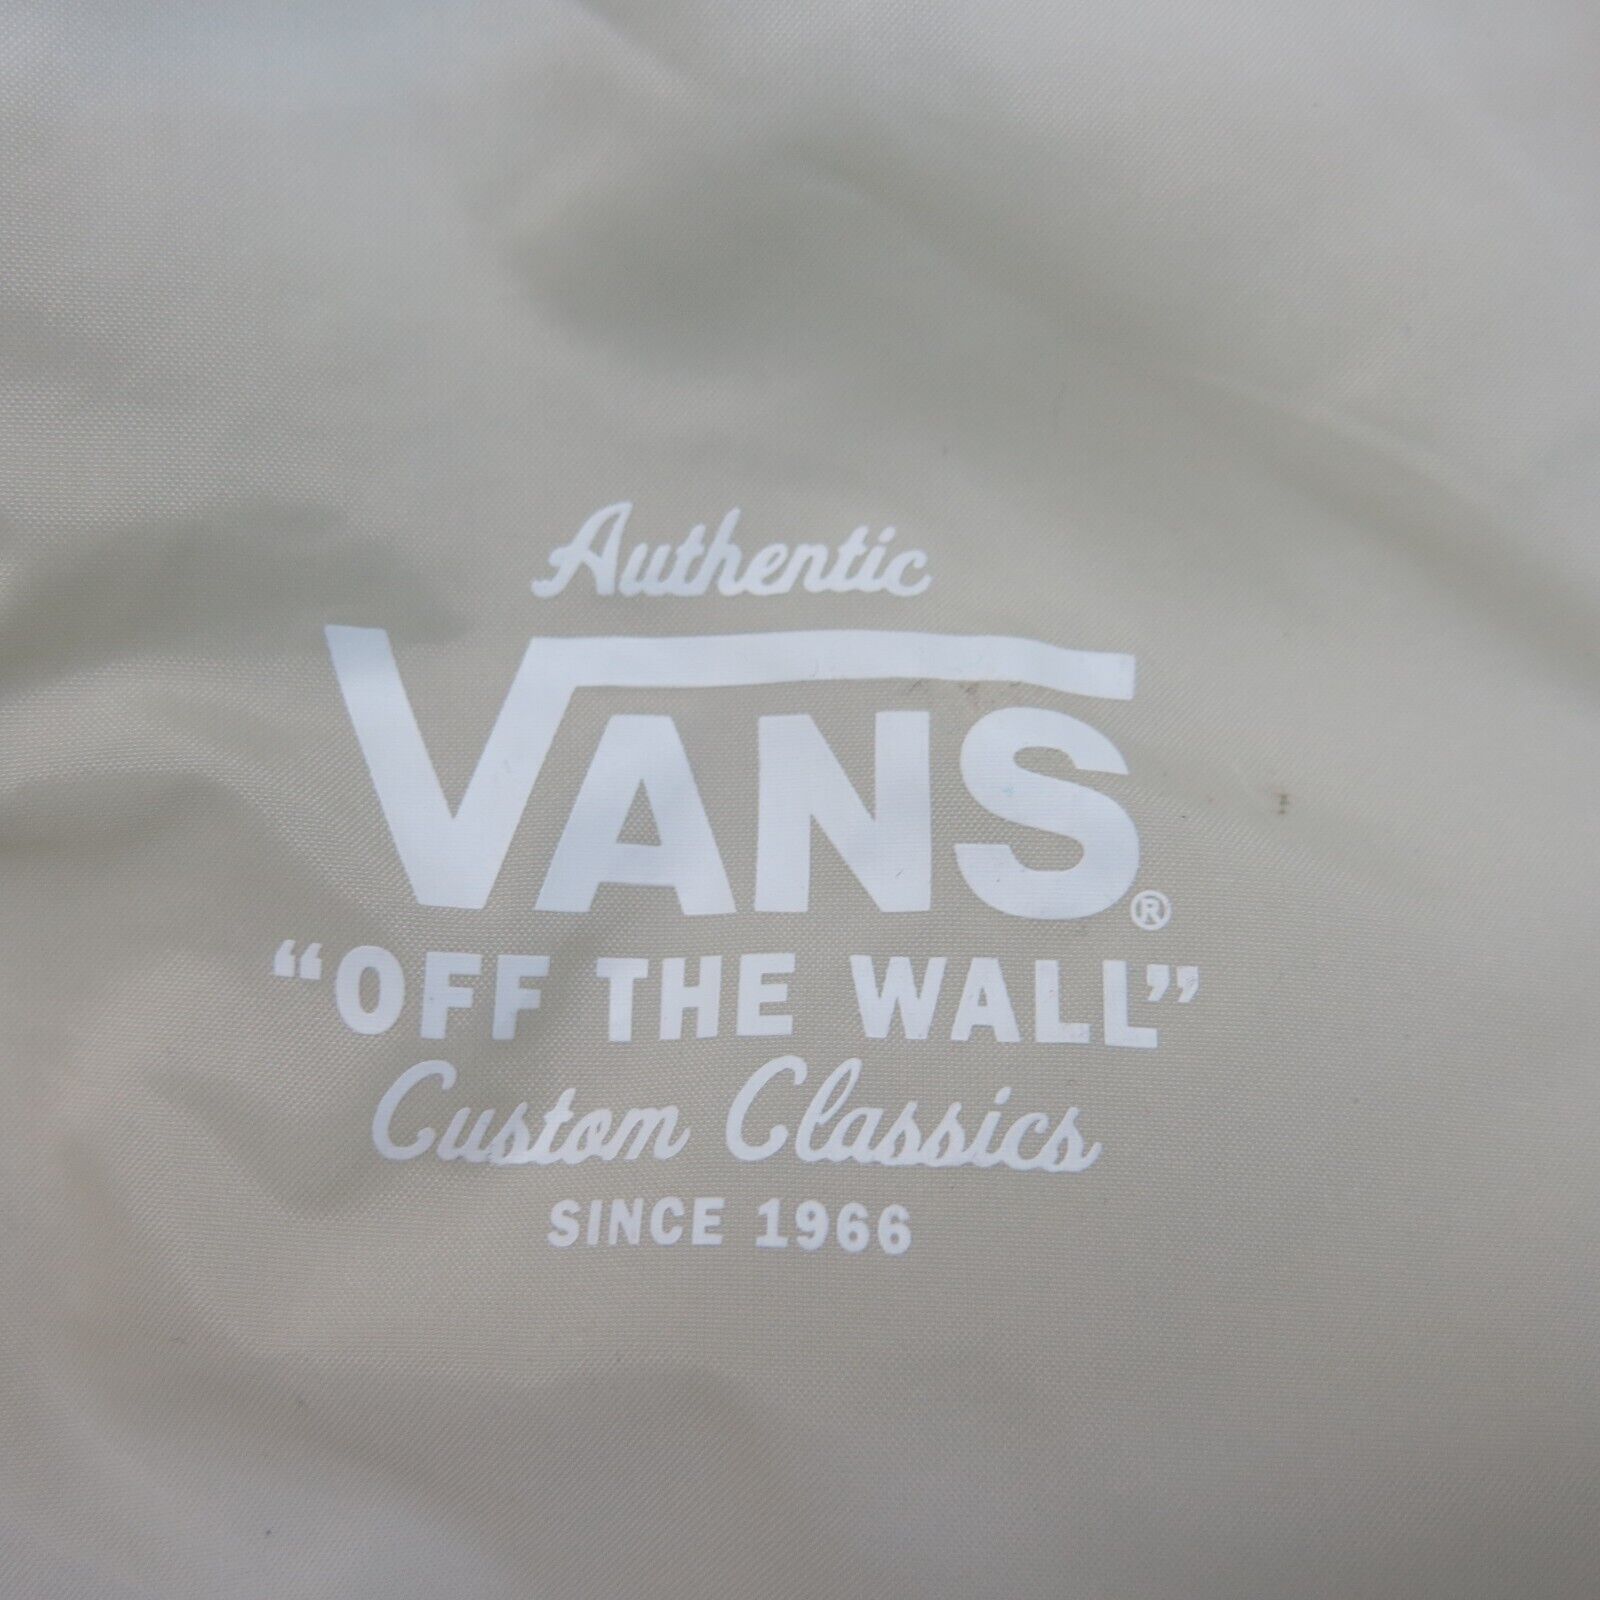 Authentic
VANS®
“OFF THE WALL”
Custom Classics
SINCE 1966